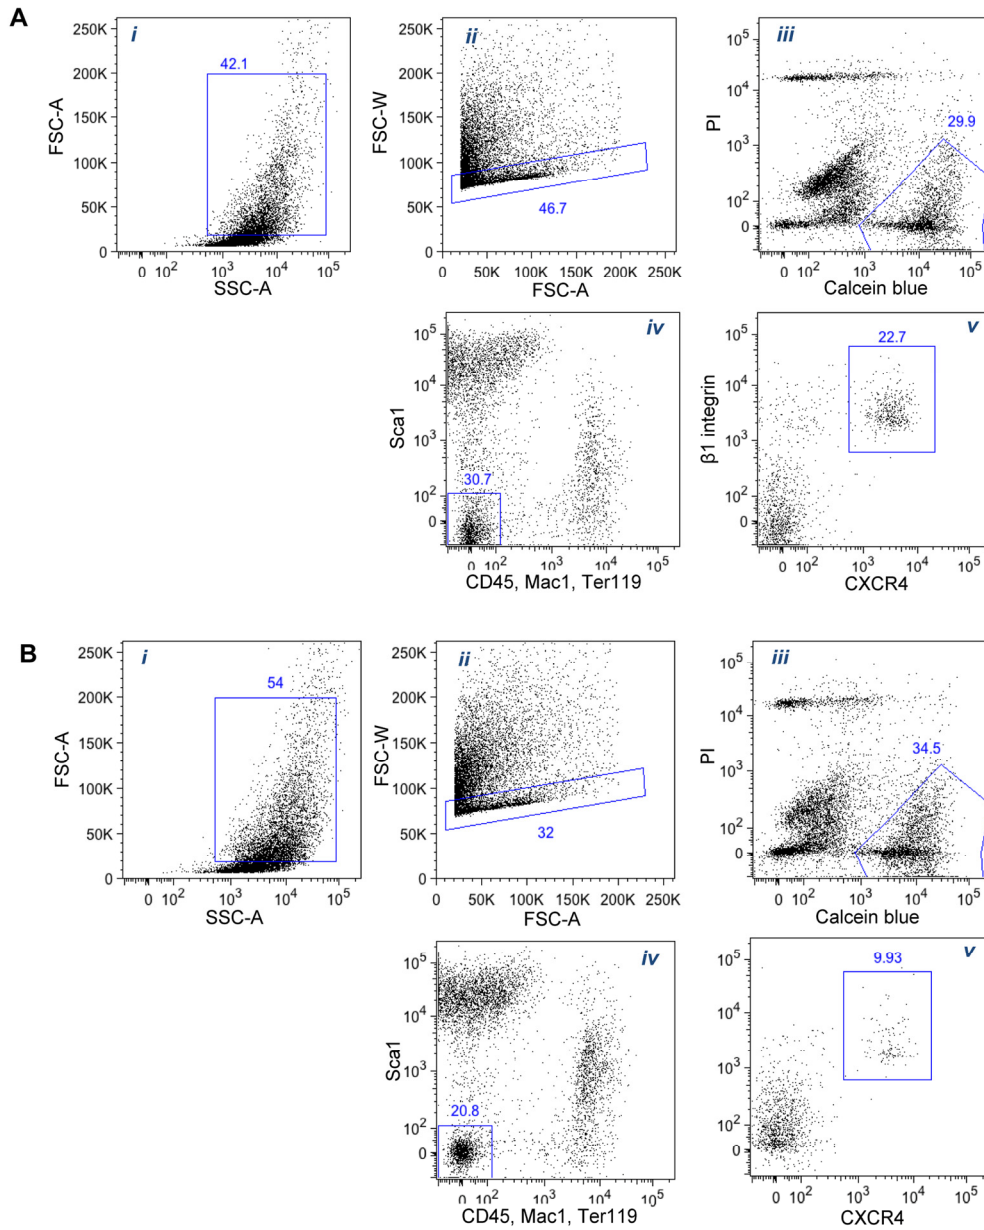 A
i
42.1
250K
200K
150K
100K
50K
0
FSC-A
0 10² 10³ 10⁴ 10⁵
SSC-A
ii
46.7
250K
200K
150K
100K
50K
0
FSC-W
50K 100K 150K 200K 250K
FSC-A
iii
29.9
10⁵
10⁴
10³
10²
0
PI
0 10² 10³ 10⁴ 10⁵
Calcein blue
iv
30.7
10⁵
10⁴
10³
10²
0
Sca1
0 10² 10³ 10⁴ 10⁵
CD45, Mac1, Ter119
v
22.7
10⁵
10⁴
10³
10²
0
β1 integrin
0 10² 10³ 10⁴ 10⁵
CXCR4
B
i
54
250K
200K
150K
100K
50K
0
FSC-A
0 10² 10³ 10⁴ 10⁵
SSC-A
ii
32
250K
200K
150K
100K
50K
0
FSC-W
0 50K 100K 150K 200K 250K
FSC-A
iii
34.5
10⁵
10⁴
10³
10²
0
PI
0 10² 10³ 10⁴ 10⁵
Calcein blue
iv
20.8
10⁵
10⁴
10³
10²
0
Sca1
0 10² 10³ 10⁴ 10⁵
CD45, Mac1, Ter119
v
9.93
10⁵
10⁴
10³
10²
0
β1 integrin
0 10² 10³ 10⁴ 10⁵
CXCR4